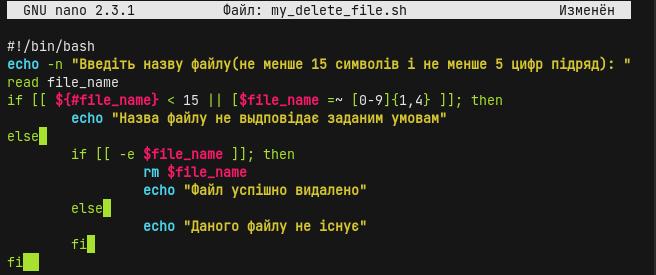 GNU nano 2.3.1 Файл: my_delete_file.sh Изменён
#!/bin/bash
echo -n "Введіть назву файлу(не менше 15 символів і не менше 5 цифр підряд): "
read file_name
if [[ ${#file_name} < 15 || [$file_name =~ [0-9]{1,4} ]]; then
echo "Назва файлу не выдповідає заданим умовам"
else
if [[ -e $file_name ]]; then
rm $file_name
echo "Файл успішно видалено"
else
echo "Даного файлу не існує"
fi
fi